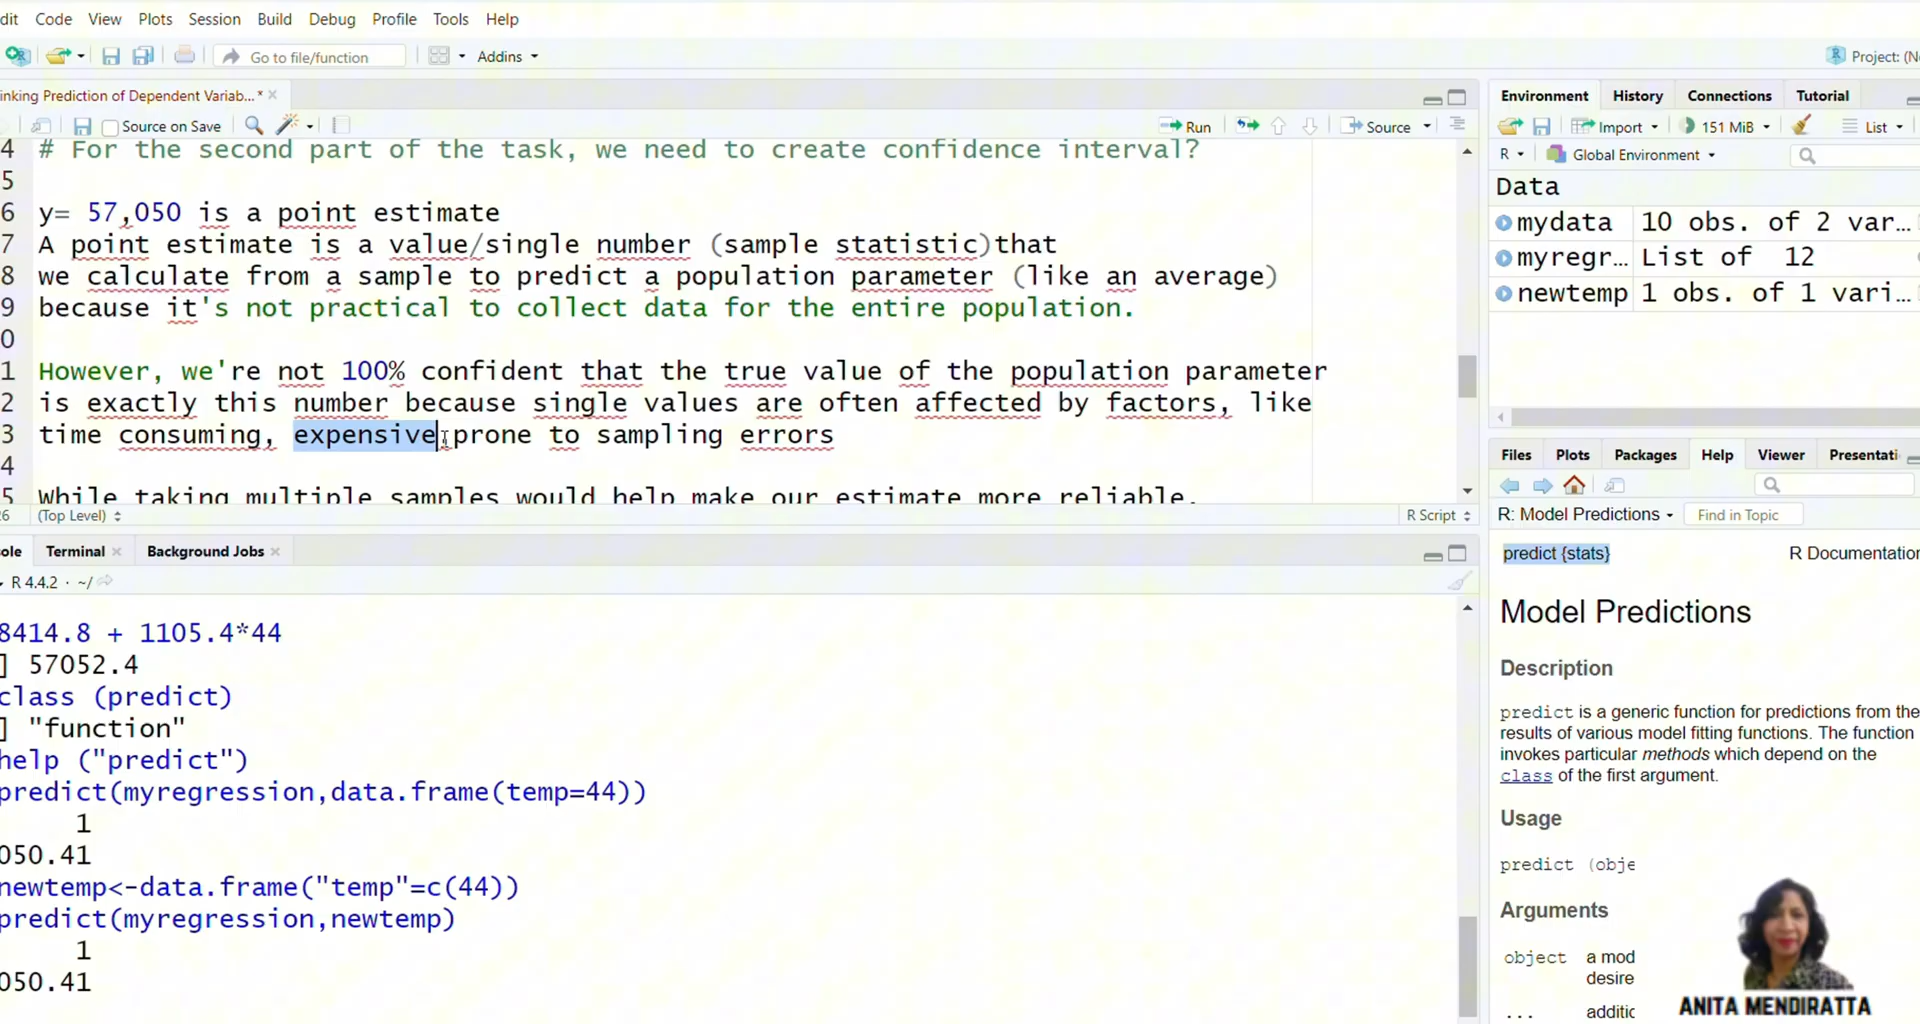 dit Code View Plots Session Build Debug Profile Tools Help
Go to file/function Addins Project: (N
inking Prediction of Dependent Variab...*
Source on Save Run Source
4 # For the second part of the task, we need to create confidence interval?
5
6 y= 57,050 is a point estimate
7 A point estimate is a value/single number (sample statistic)that
8 we calculate from a sample to predict a population parameter (like an average)
9 because it's not practical to collect data for the entire population.
0
1 However, we're not 100% confident that the true value of the population parameter
2 is exactly this number because single values are often affected by factors, like
3 time consuming, expensive,prone to sampling errors
4
5 While taking multiple samples would help make our estimate more reliable,
26 (Top Level) R Script
ole Terminal Background Jobs
R 4.4.2 · ~/
8414.8 + 1105.4*44
] 57052.4
class (predict)
] "function"
help ("predict")
predict(myregression,data.frame(temp=44))
1
050.41
newtemp<-data.frame("temp"=c(44))
predict(myregression,newtemp)
1
050.41
Environment History Connections Tutorial
Import 151 MiB List
R Global Environment
Data
mydata 10 obs. of 2 var...
myregr... List of 12
newtemp 1 obs. of 1 vari...
Files Plots Packages Help Viewer Presentati
R: Model Predictions Find in Topic
predict {stats} R Documentation
Model Predictions
Description
predict is a generic function for predictions from the
results of various model fitting functions. The function
invokes particular methods which depend on the
class of the first argument.
Usage
predict (obje
Arguments
object a mod
desire
... additic
ANITA MENDIRATTA